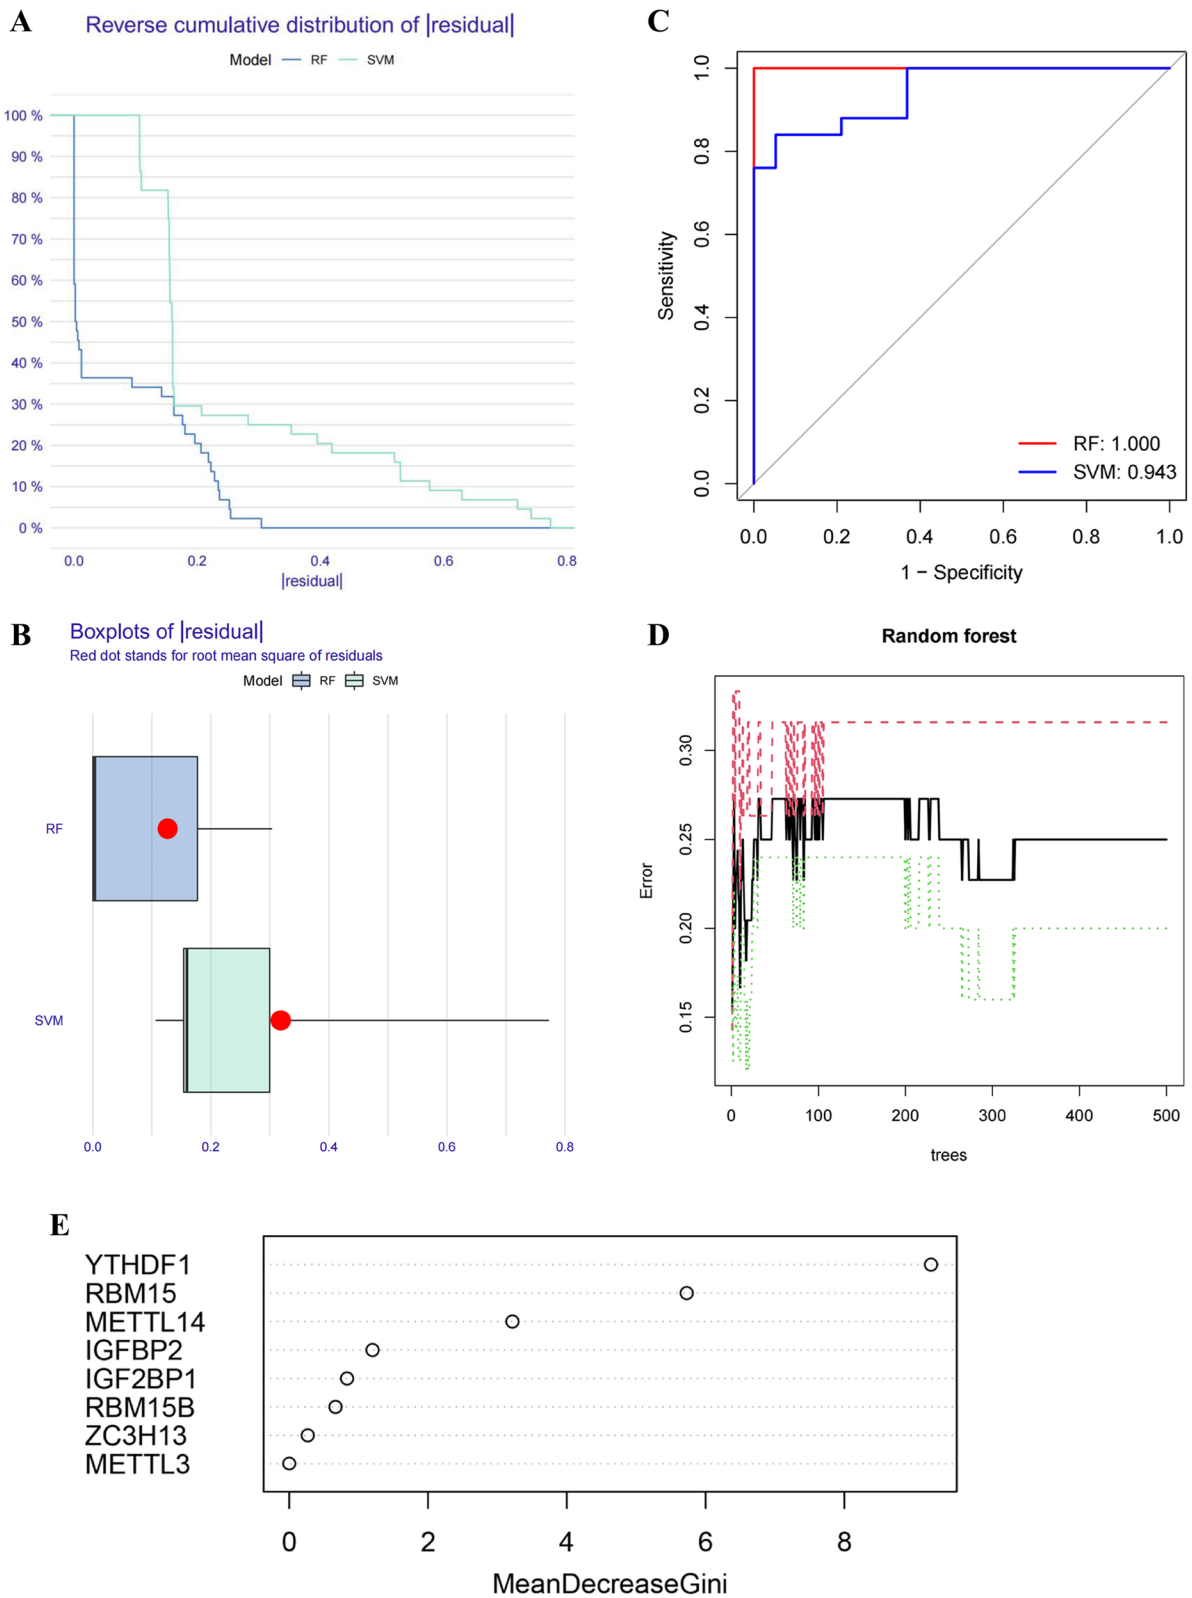 A
Reverse cumulative distribution of |residual|
Model RF SVM
100 %
90 %
80 %
70 %
60 %
50 %
40 %
30 %
20 %
10 %
0 %
0.0 0.2 0.4 0.6 0.8
|residual|
B
Boxplots of |residual|
Red dot stands for root mean square of residuals
Model RF SVM
RF
SVM
0.0 0.2 0.4 0.6 0.8
C
1.0
0.8
0.6
0.4
0.2
0.0
Sensitivity
RF: 1.000
SVM: 0.943
0.0 0.2 0.4 0.6 0.8 1.0
1 − Specificity
D
Random forest
0.30
0.25
0.20
0.15
Error
0 100 200 300 400 500
trees
E
YTHDF1
RBM15
METTL14
IGFBP2
IGF2BP1
RBM15B
ZC3H13
METTL3
0 2 4 6 8
MeanDecreaseGini